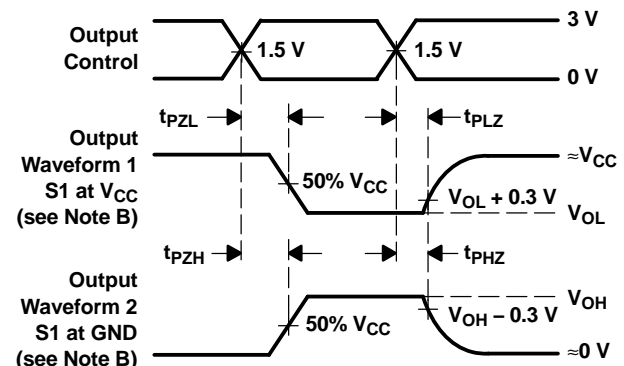 Output
Control
1.5 V
1.5 V
3 V
0 V
tPZL
tPLZ
Output
Waveform 1
S1 at VCC
(see Note B)
50% VCC
≈VCC
VOL + 0.3 V
VOL
tPZH
tPHZ
Output
Waveform 2
S1 at GND
(see Note B)
50% VCC
VOH
VOH − 0.3 V
≈0 V